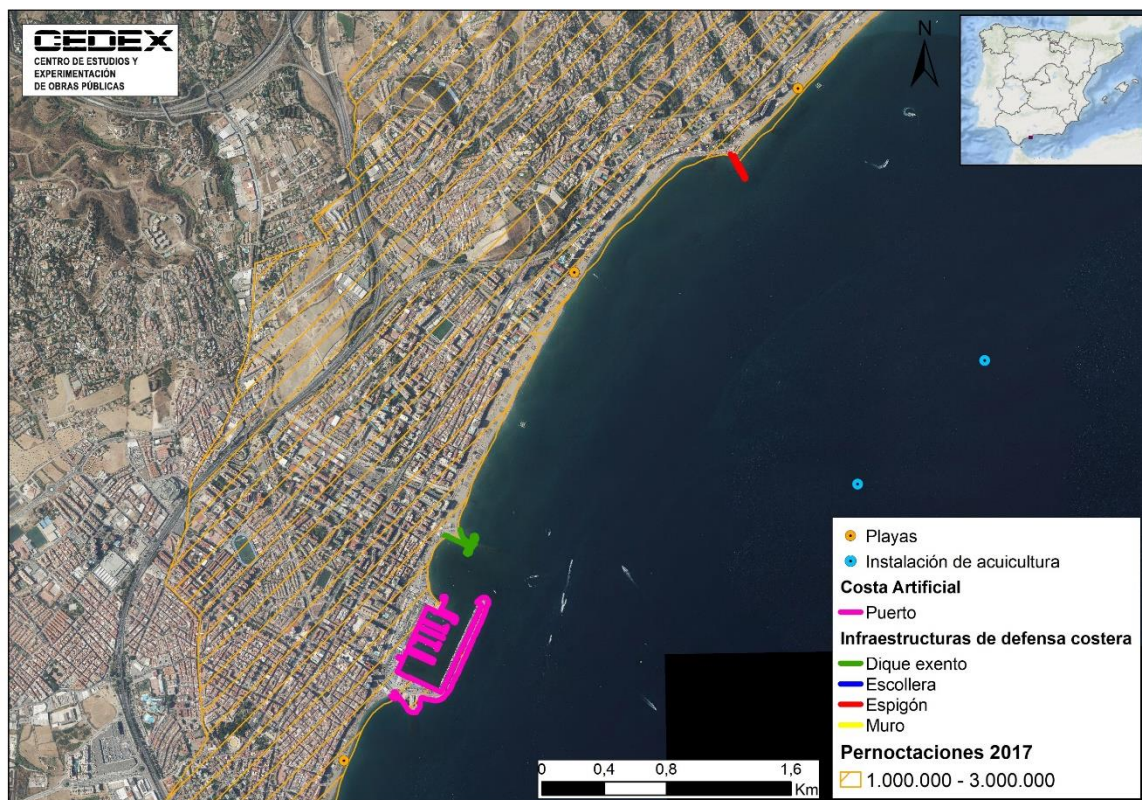 CEDEX
CENTRO DE ESTUDIOS Y
EXPERIMENTACIÓN
DE OBRAS PÚBLICAS
N
Playas
Instalación de acuicultura
Costa Artificial
Puerto
Infraestructuras de defensa costera
Dique exento
Escollera
Espigón
Muro
Pernoctaciones 2017
1.000.000 - 3.000.000
0 0,4 0,8 1,6
Km